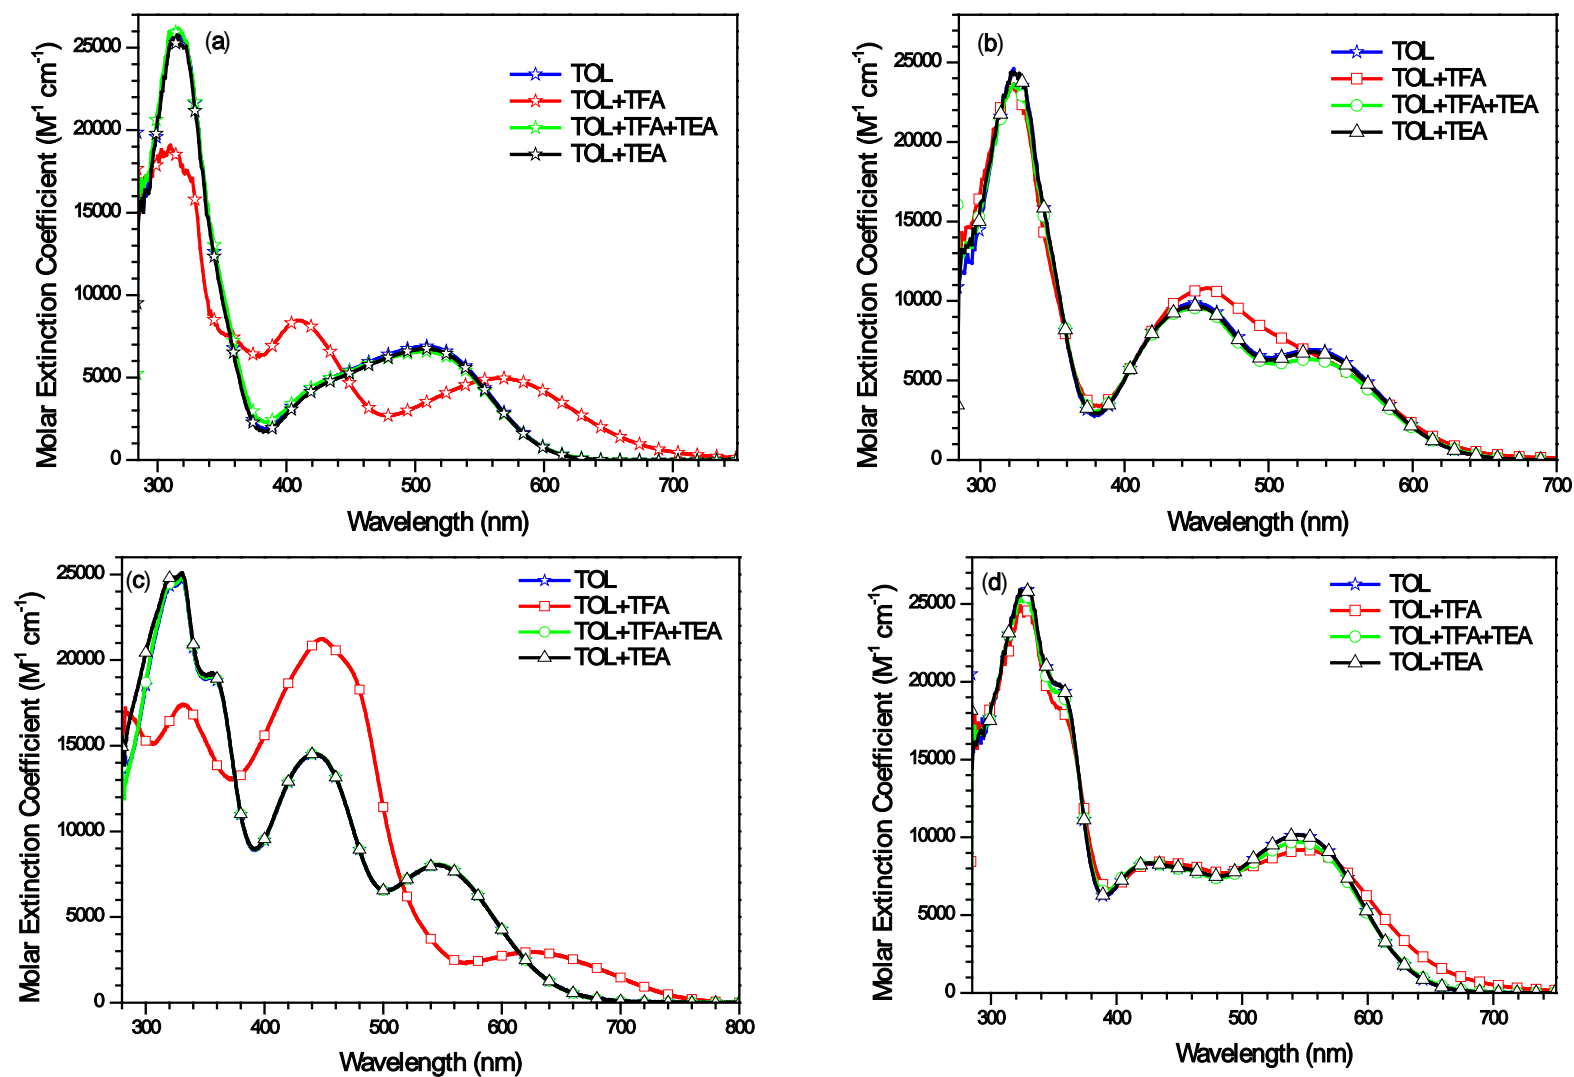 (a)
TOL
TOL+TFA
TOL+TFA+TEA
TOL+TEA
Molar Extinction Coefficient (M⁻¹ cm⁻¹)
25000
20000
15000
10000
5000
0
300 400 500 600 700
Wavelength (nm)
(b)
TOL
TOL+TFA
TOL+TFA+TEA
TOL+TEA
Molar Extinction Coefficient (M⁻¹ cm⁻¹)
25000
20000
15000
10000
5000
0
300 400 500 600 700
Wavelength (nm)
(c)
TOL
TOL+TFA
TOL+TFA+TEA
TOL+TEA
Molar Extinction Coefficient (M⁻¹ cm⁻¹)
25000
20000
15000
10000
5000
0
300 400 500 600 700 800
Wavelength (nm)
(d)
TOL
TOL+TFA
TOL+TFA+TEA
TOL+TEA
Molar Extinction Coefficient (M⁻¹ cm⁻¹)
25000
20000
15000
10000
5000
0
300 400 500 600 700
Wavelength (nm)